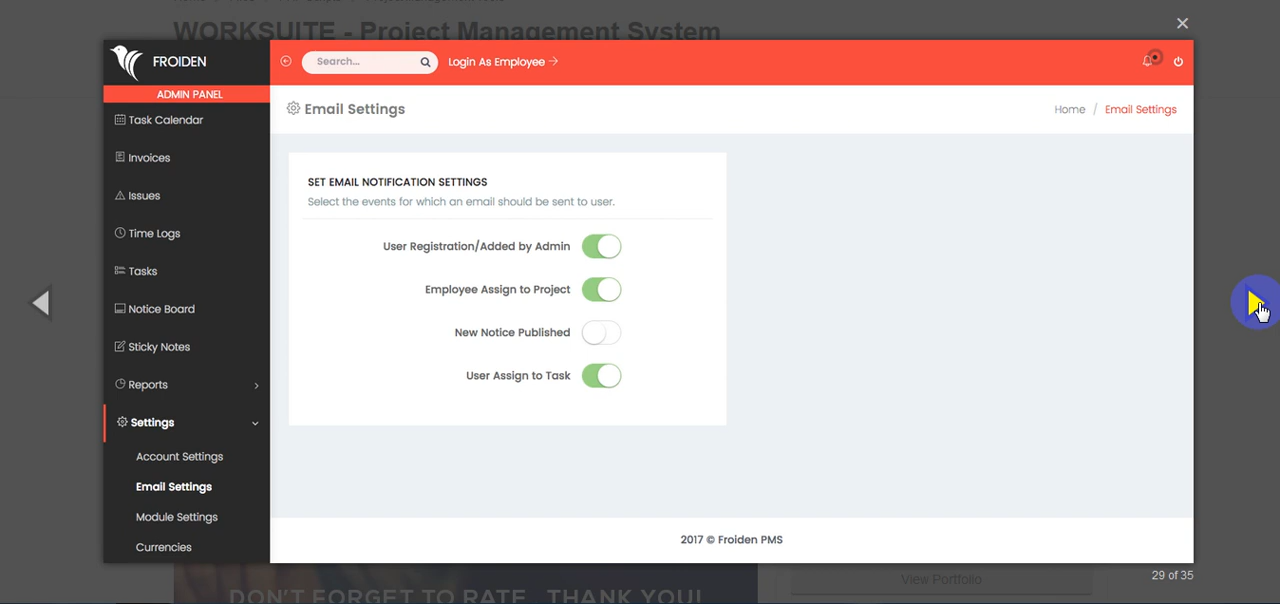 WORKSUITE - Project Management System
FROIDEN
Search...
Login As Employee
ADMIN PANEL
Task Calendar
Invoices
Issues
Time Logs
Tasks
Notice Board
Sticky Notes
Reports
Settings
Account Settings
Email Settings
Module Settings
Currencies
Email Settings
Home / Email Settings
SET EMAIL NOTIFICATION SETTINGS
Select the events for which an email should be sent to user.
User Registration/Added by Admin
Employee Assign to Project
New Notice Published
User Assign to Task
2017 © Froiden PMS
29 of 35
View Portfolio
DON'T FORGET TO RATE THANK YOU!